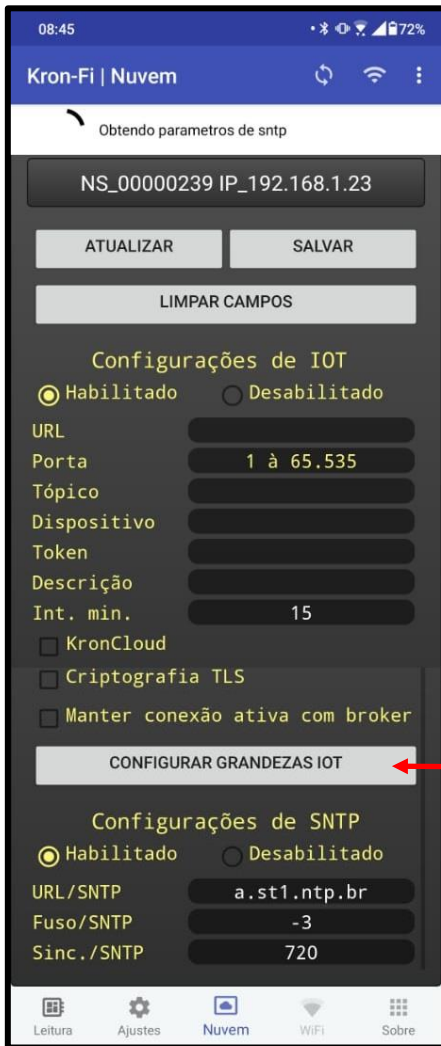 08:45 72%
Kron-Fi | Nuvem
Obtendo parametros de sntp
NS_00000239 IP_192.168.1.23
ATUALIZAR SALVAR
LIMPAR CAMPOS
Configurações de IOT
Habilitado Desabilitado
URL
Porta 1 à 65.535
Tópico
Dispositivo
Token
Descrição
Int. min. 15
KronCloud
Criptografia TLS
Manter conexão ativa com broker
CONFIGURAR GRANDEZAS IOT
Configurações de SNTP
Habilitado Desabilitado
URL/SNTP a.st1.ntp.br
Fuso/SNTP -3
Sinc./SNTP 720
Leitura Ajustes Nuvem WiFi Sobre